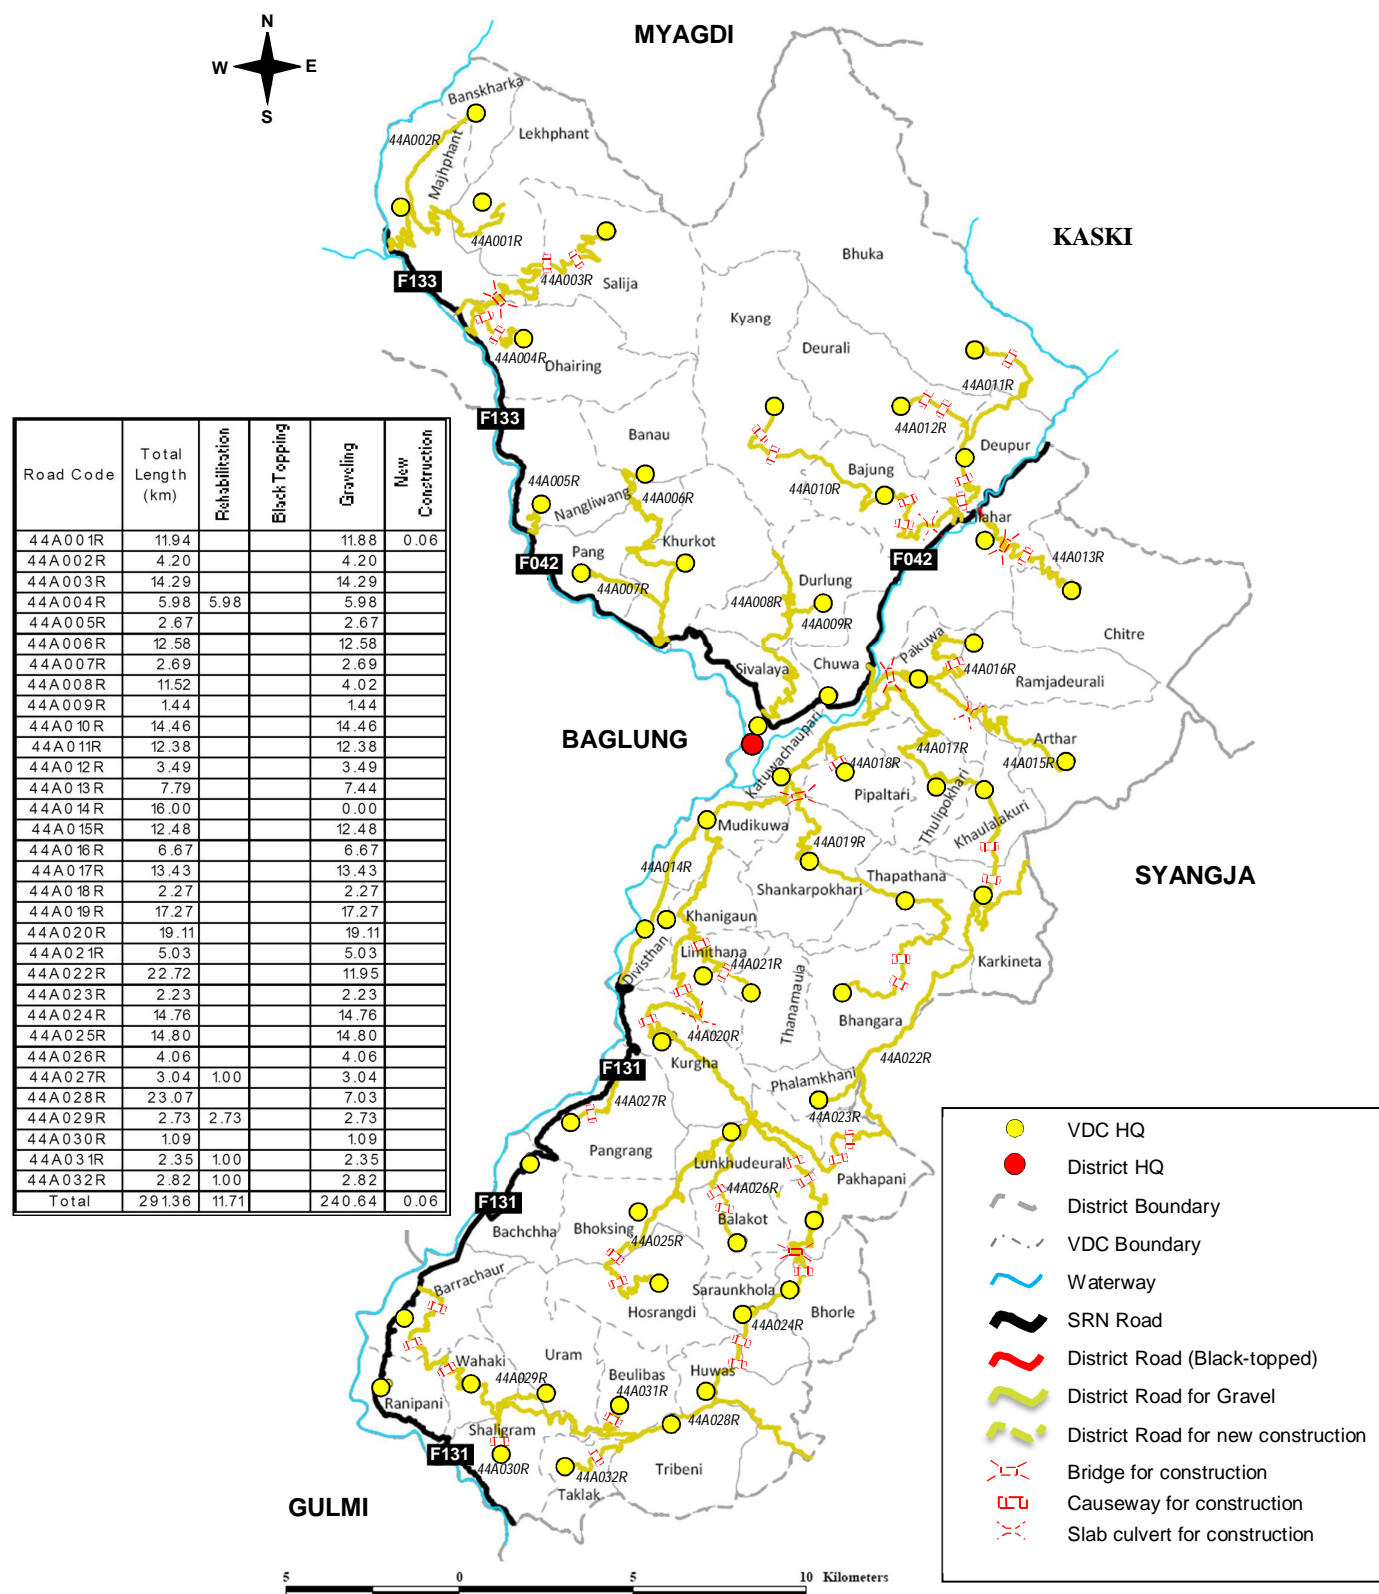 N
W E
S
MYAGDI
KASKI
BAGLUNG
SYANGJA
GULMI
Banskharka
44A002R
Majhphant
Lekhphant
44A001R
44A003R
Salija
F133
44A004R
Dhairing
F133
Bhuka
Kyang
Deurali
44A011R
44A012R
Deupur
Banau
44A005R
Nangliwang
44A006R
Bajung
44A010R
Khurkot
Pang
F042
44A007R
F042
44A013R
Durlung
44A008R
44A009R
Chitre
Pakuwa
Sivalaya
Chuwa
44A016R
Ramjadeurali
Arthar
44A015R
Katuwachaupari
44A017R
44A018R
Pipaltari
Thulipokhari
Khaulalakuri
Mudikuwa
44A019R
44A014R
Shankarpokhari
Thapathana
Khanigaun
Divisthan
Limithana
44A021R
Thanamaula
Karkineta
Bhangara
44A020R
Kurgha
44A022R
F131
Phalamkhani
44A027R
44A023R
Pangrang
Lunkhudeurali
Pakhapani
44A026R
F131
Bachchha
Bhoksing
Balakot
44A025R
Barrachaur
Saraunkhola
Hosrangdi
Bhorle
44A024R
Uram
Wahaki
44A029R
Beulibas
44A031R
Huwas
Ranipani
44A028R
Shaligram
F131
44A030R
44A032R
Tribeni
Taklak
Road Code Total Length (km) Rehabilitation Black Topping Graveling New Construction
44A001R 11.94 11.88 0.06
44A002R 4.20 4.20
44A003R 14.29 14.29
44A004R 5.98 5.98 5.98
44A005R 2.67 2.67
44A006R 12.58 12.58
44A007R 2.69 2.69
44A008R 11.52 4.02
44A009R 1.44 1.44
44A010R 14.46 14.46
44A011R 12.38 12.38
44A012R 3.49 3.49
44A013R 7.79 7.44
44A014R 16.00 0.00
44A015R 12.48 12.48
44A016R 6.67 6.67
44A017R 13.43 13.43
44A018R 2.27 2.27
44A019R 17.27 17.27
44A020R 19.11 19.11
44A021R 5.03 5.03
44A022R 22.72 11.95
44A023R 2.23 2.23
44A024R 14.76 14.76
44A025R 14.80 14.80
44A026R 4.06 4.06
44A027R 3.04 1.00 3.04
44A028R 23.07 7.03
44A029R 2.73 2.73 2.73
44A030R 1.09 1.09
44A031R 2.35 1.00 2.35
44A032R 2.82 1.00 2.82
Total 291.36 11.71 240.64 0.06
VDC HQ
District HQ
District Boundary
VDC Boundary
Waterway
SRN Road
District Road (Black-topped)
District Road for Gravel
District Road for new construction
Bridge for construction
Causeway for construction
Slab culvert for construction
5 0 5 10 Kilometers